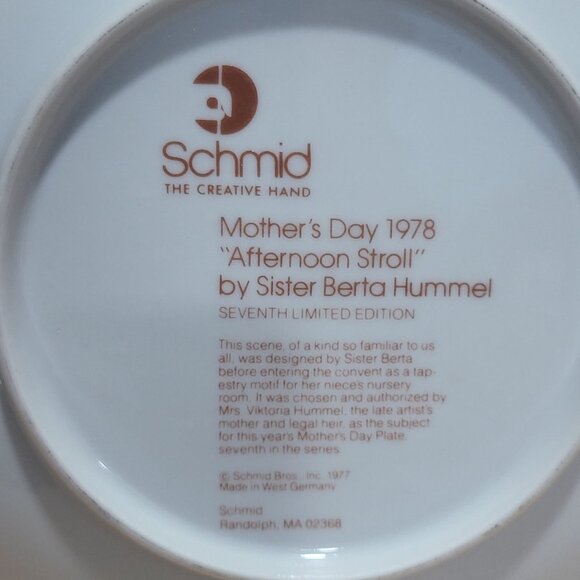 Schmid
THE CREATIVE HAND
Mother's Day 1978
"Afternoon Stroll"
by Sister Berta Hummel
SEVENTH LIMITED EDITION
This scene, of a kind so familiar to us
all, was designed by Sister Berta
before entering the convent as a tap-
estry motif for her niece's nursery
room. It was chosen and authorized by
Mrs. Viktoria Hummel, the late artist's
mother and legal heir, as the subject
for this year's Mother's Day Plate,
seventh in the series.
© Schmid Bros. Inc. 1977
Made in West Germany
Schmid
Randolph, MA 02368